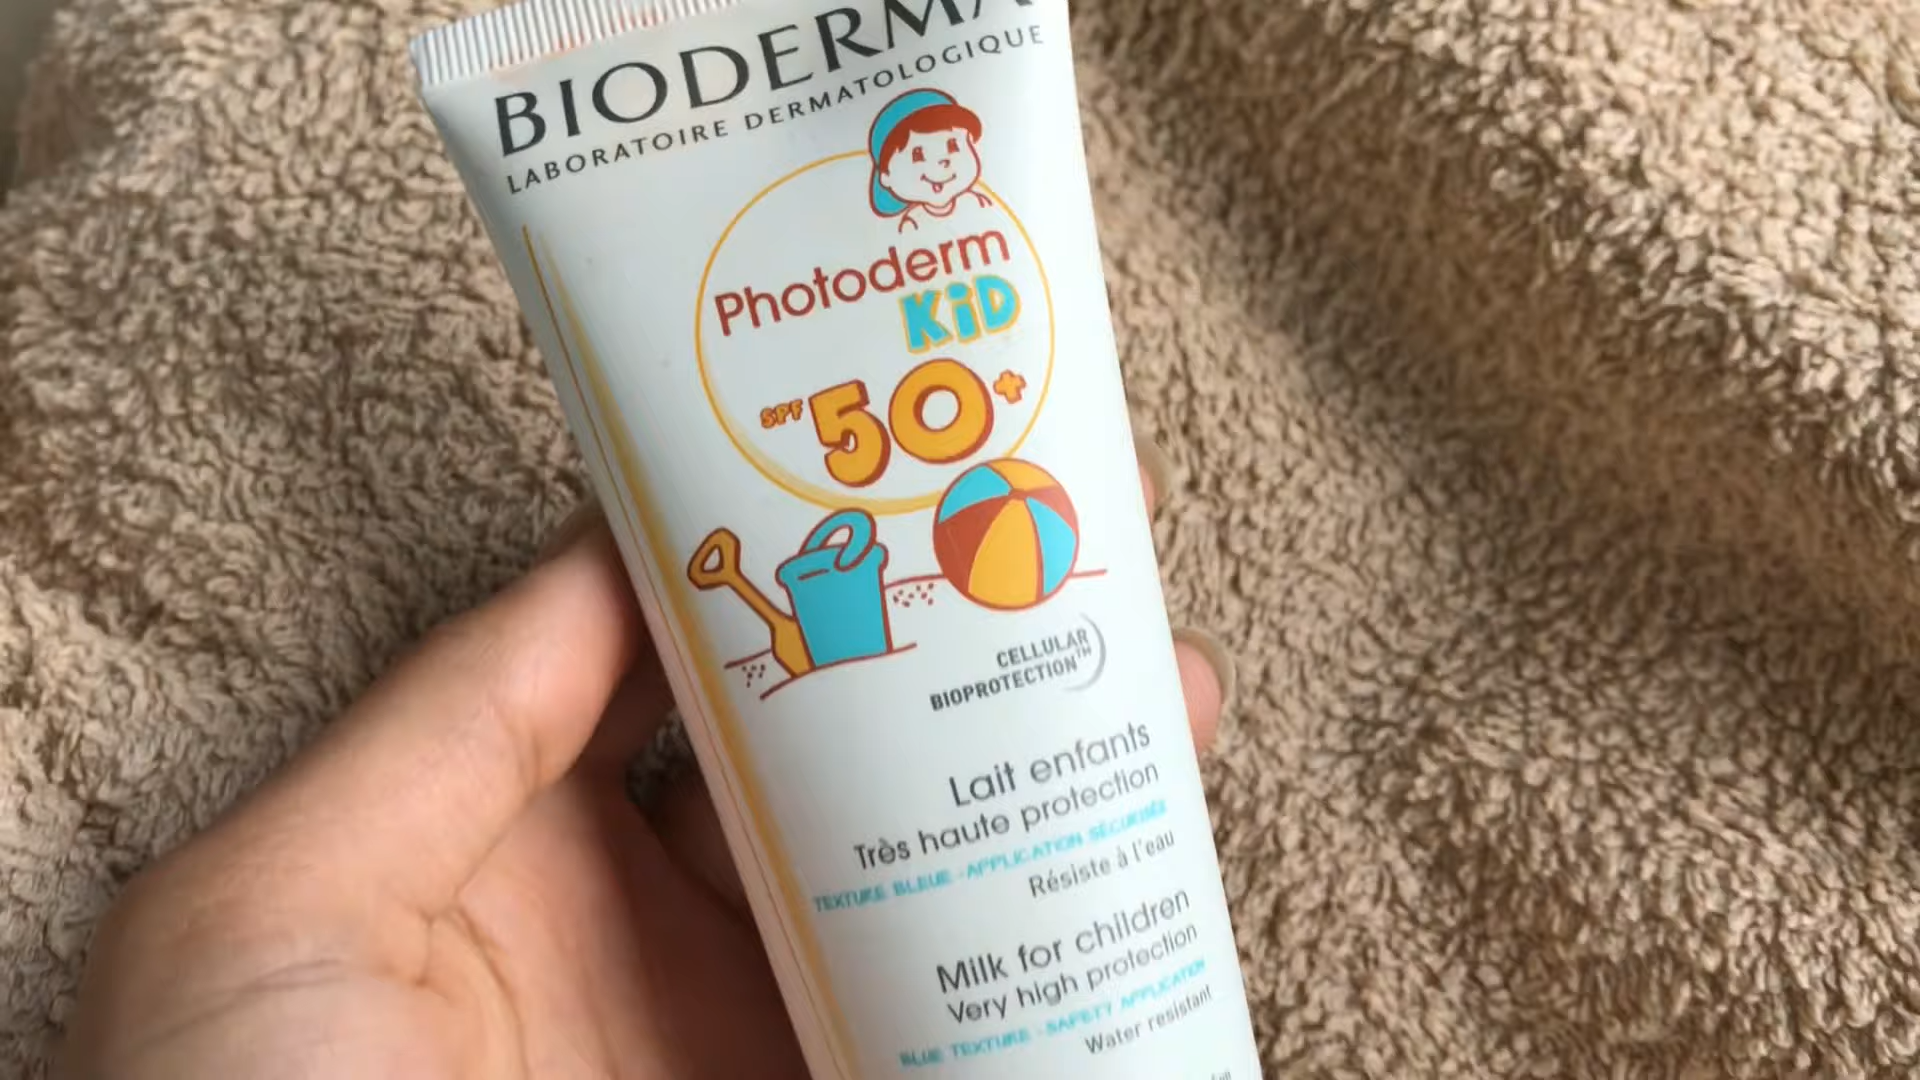 BIODERMA
LABORATOIRE DERMATOLOGIQUE
Photoderm
KiD
SPF 50+
CELLULAR
BIOPROTECTION™
Lait enfants
Très haute protection
TEXTURE BLEUE - APPLICATION SÉCURISÉE
Résiste à l'eau
Milk for children
Very high protection
BLUE TEXTURE - SAFETY APPLICATION
Water resistant